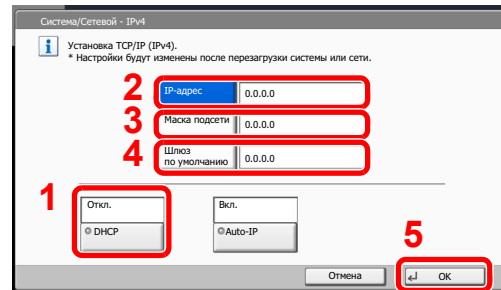 Система/Сетевой - IPv4
Установка TCP/IP (IPv4).
* Настройки будут изменены после перезагрузки системы или сети.
2 IP-адрес 0.0.0.0
3 Маска подсети 0.0.0.0
4 Шлюз
по умолчанию 0.0.0.0
1 Откл. Вкл.
DHCP Auto-IP
5
Отмена OK